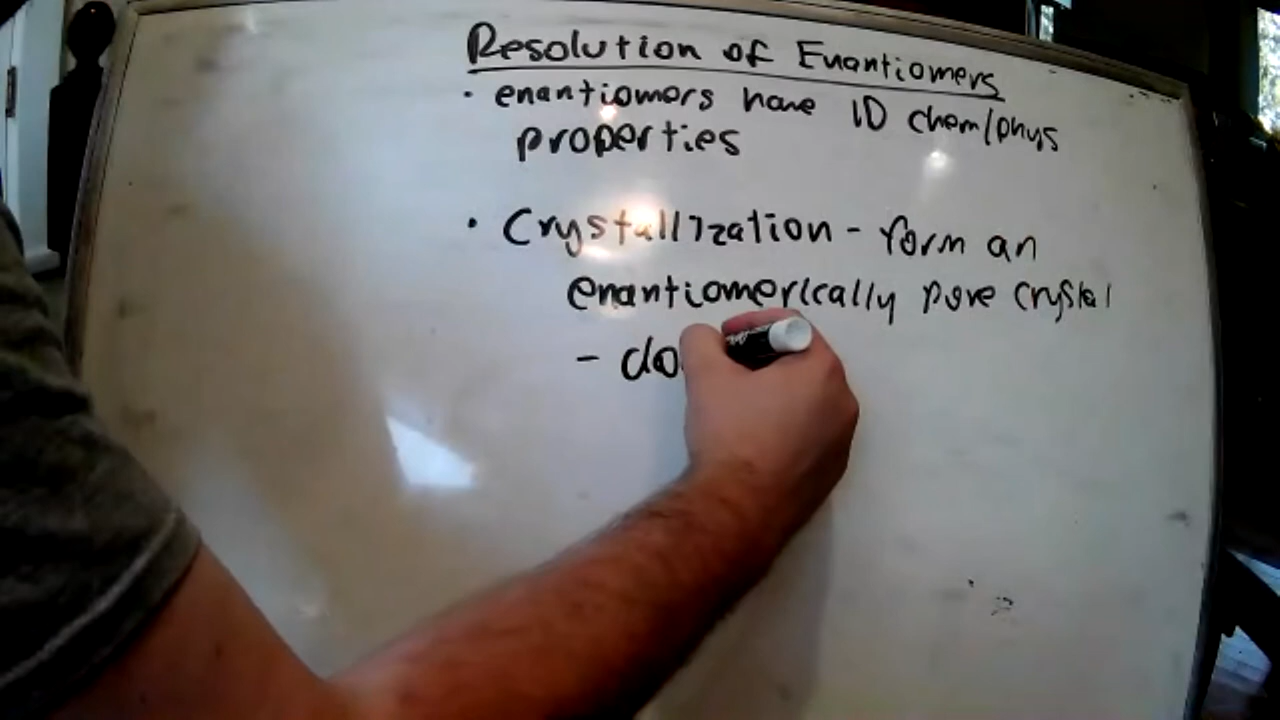 Resolution of Enantiomers
• enantiomers have ID chem/phys
properties
• Crystallization - form an
enantiomerically pure crystal
- do